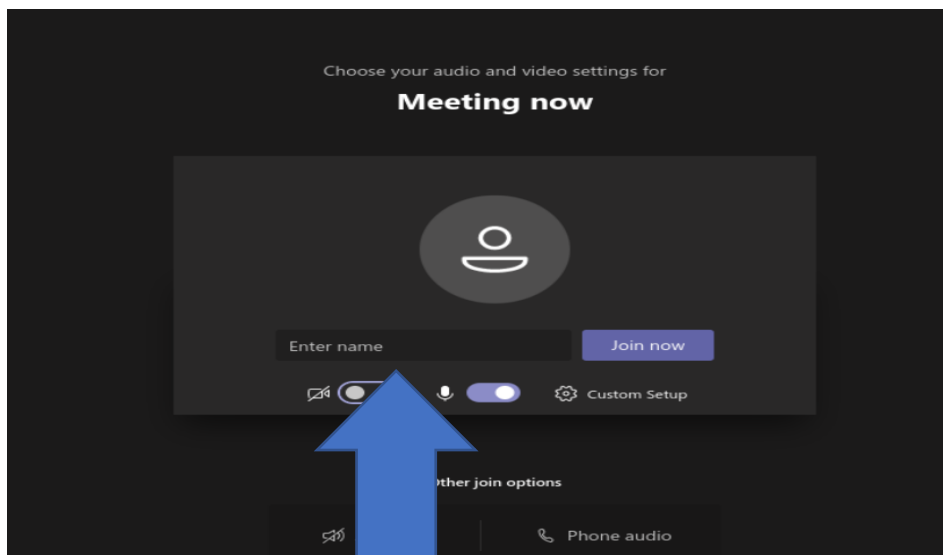 Choose your audio and video settings for
Meeting now
Enter name
Join now
Custom Setup
Other join options
Phone audio